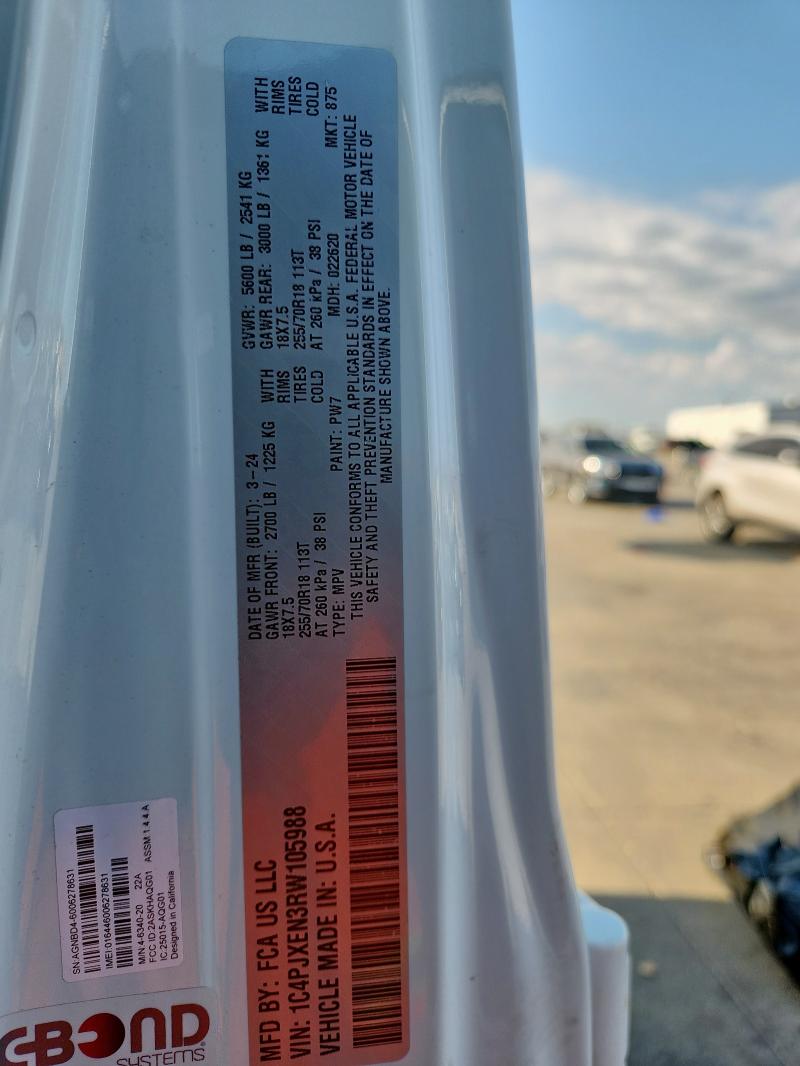 MFD BY: FCA US LLC
VIN: 1C4PJXEN3RW105988
VEHICLE MADE IN: U.S.A.
DATE OF MFR (BUILT): 3-24 GVWR: 5600 LB / 2541 KG
GAWR FRONT: 2700 LB / 1225 KG WITH GAWR REAR: 3000 LB / 1361 KG WITH
18X7.5 RIMS 18X7.5 RIMS
255/70R18 113T TIRES 255/70R18 113T TIRES
AT 260 kPa / 38 PSI COLD AT 260 kPa / 38 PSI COLD
TYPE: MPV PAINT: PW7 MDH: 022620 MKT: 875
THIS VEHICLE CONFORMS TO ALL APPLICABLE U.S.A. FEDERAL MOTOR VEHICLE
SAFETY AND THEFT PREVENTION STANDARDS IN EFFECT ON THE DATE OF
MANUFACTURE SHOWN ABOVE.
SN:AGNBD4-6006278631
IMEI:016446006278631
M/N:4-6340-20 22A
FCC ID:2ASKHAQG01 ASSM:1.4.4.A
IC:25015-AQG01
Designed in California
BOND
SYSTEMS